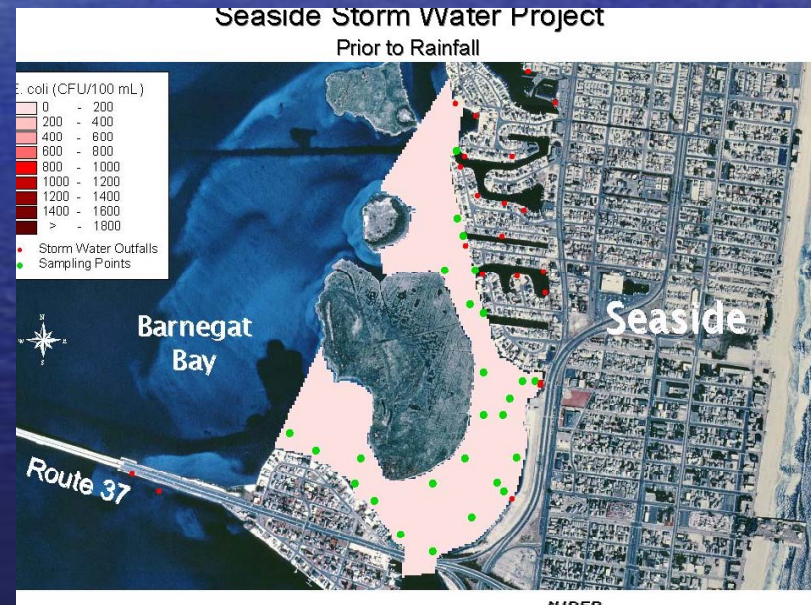 Seaside Storm Water Project
Prior to Rainfall
E. coli (CFU/100 mL)
0 - 200
200 - 400
400 - 600
600 - 800
800 - 1000
1000 - 1200
1200 - 1400
1400 - 1600
> - 1800
Storm Water Outfalls
Sampling Points
N
W E
S
Barnegat
Bay
Seaside
Route 37
NJDEP